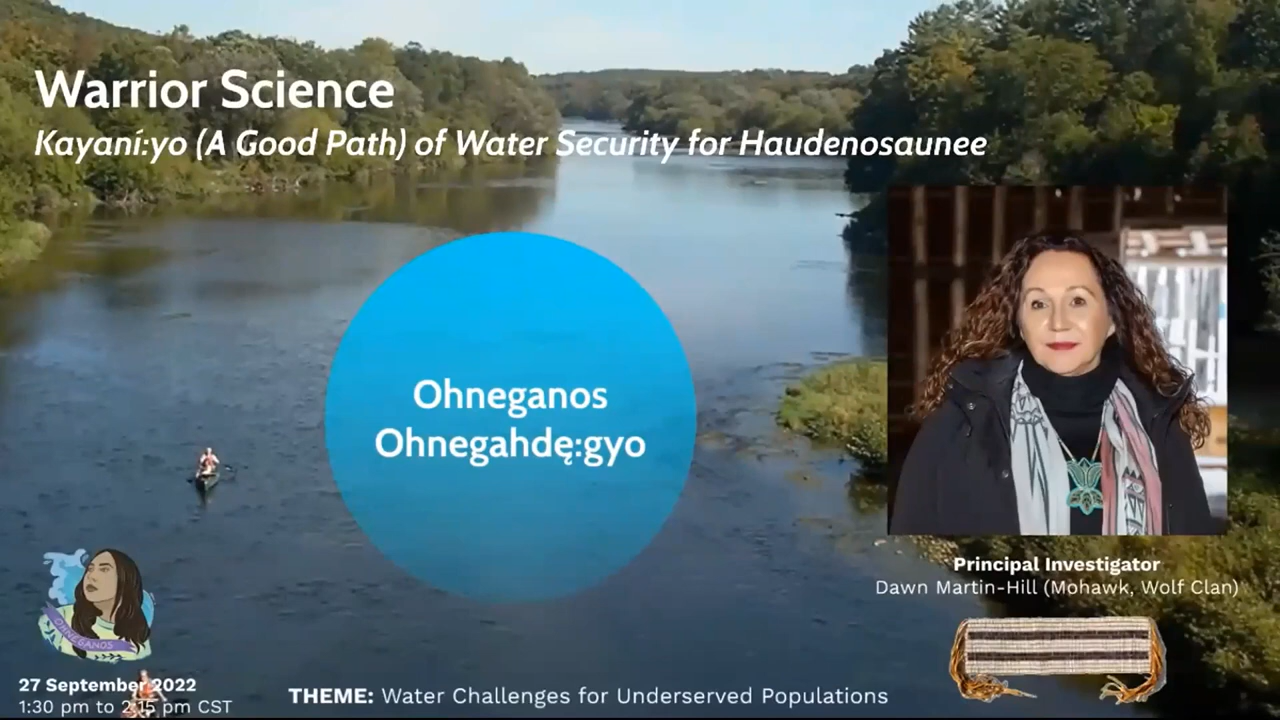 Warrior Science
Kayaní:yo (A Good Path) of Water Security for Haudenosaunee
Ohneganos
Ohnegahdę:gyo
Principal Investigator
Dawn Martin-Hill (Mohawk, Wolf Clan)
OHNEGANOS
27 September 2022
1:30 pm to 2:15 pm CST
THEME: Water Challenges for Underserved Populations